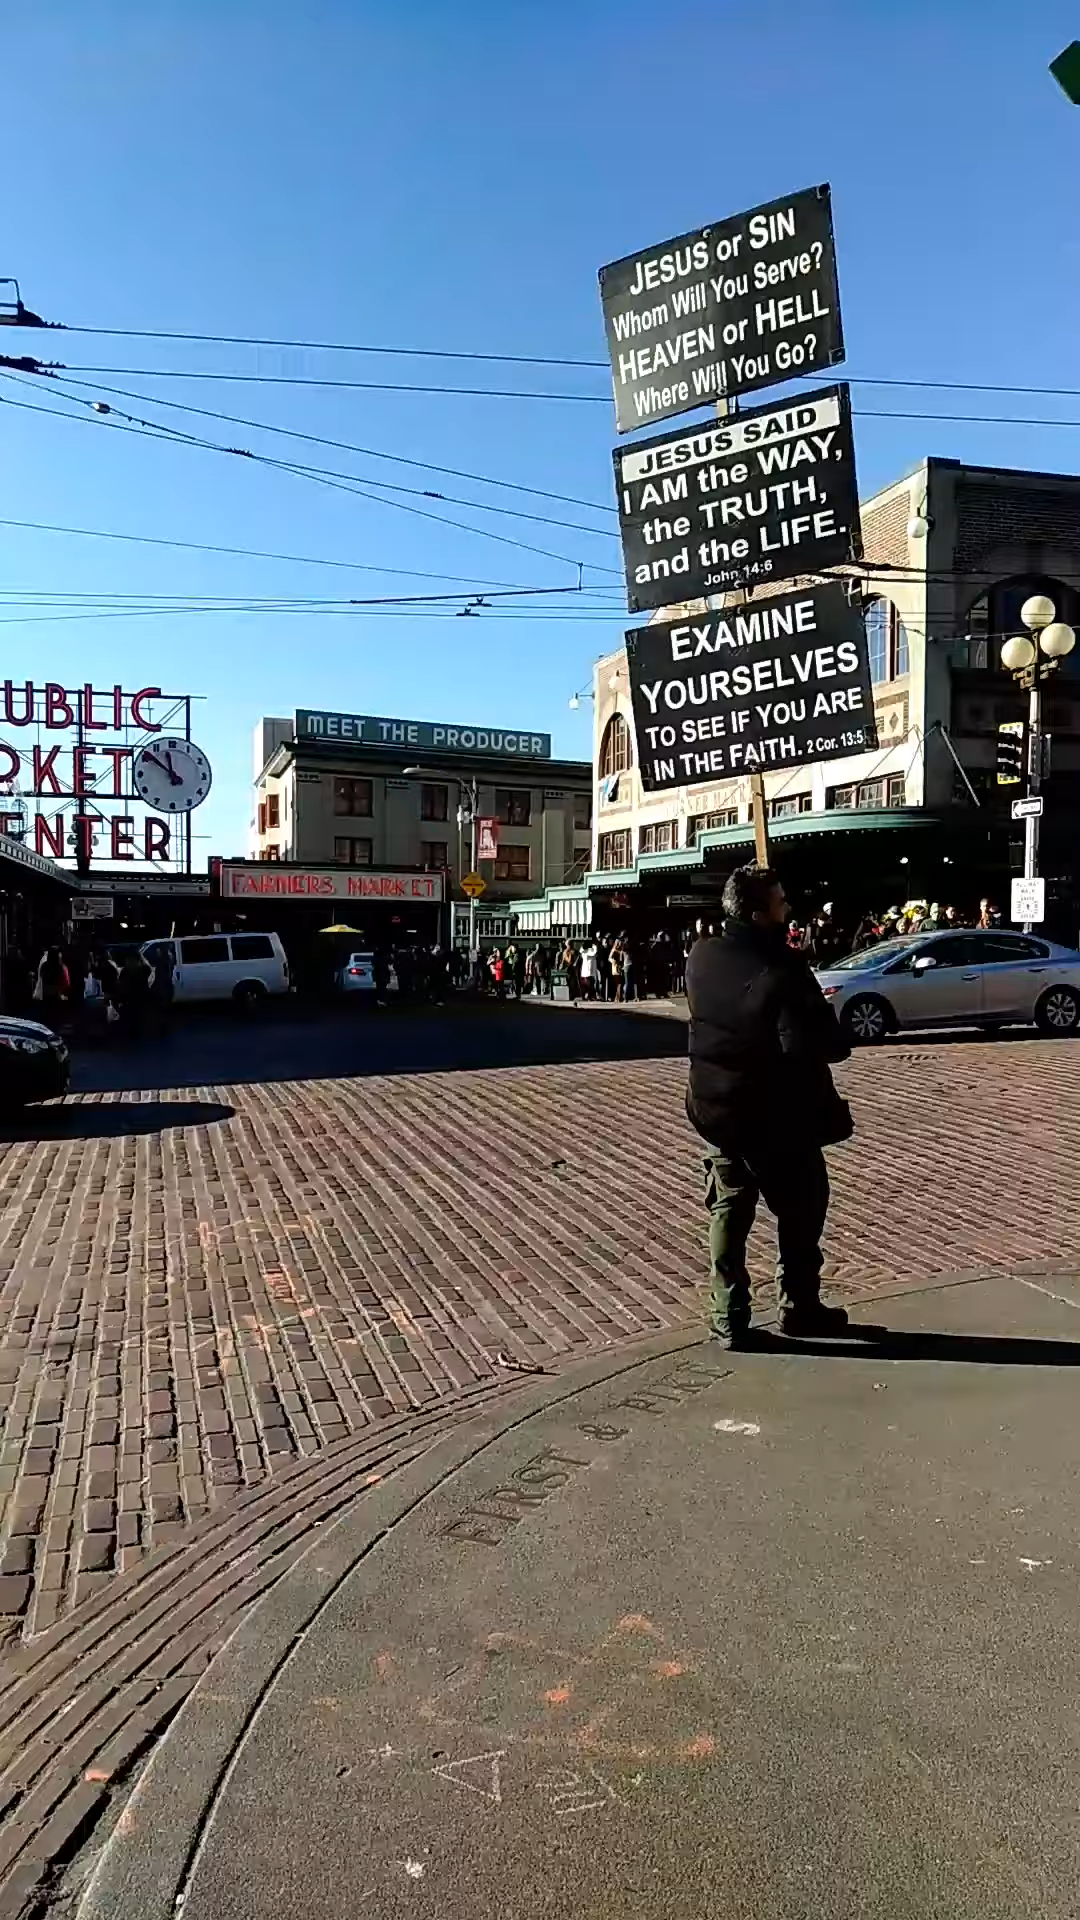 JESUS or SIN
Whom Will You Serve?
HEAVEN or HELL
Where Will You Go?
JESUS SAID
I AM the WAY,
the TRUTH,
and the LIFE.
John 14:6
EXAMINE
YOURSELVES
TO SEE IF YOU ARE
IN THE FAITH. 2 Cor. 13:5
UBLIC
RKET
ENTER
MEET THE PRODUCER
FARMERS MARKET
FIRST & PIKE